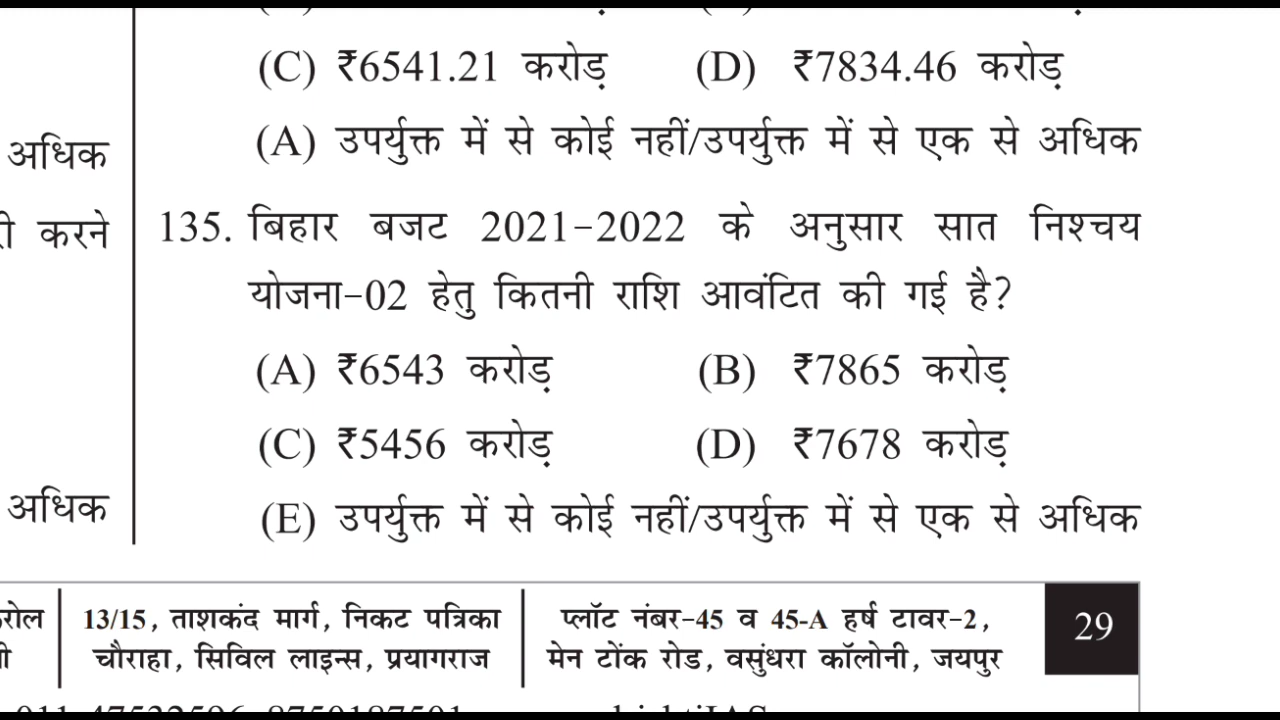 (C) ₹6541.21 करोड़ (D) ₹7834.46 करोड़
(A) उपर्युक्त में से कोई नहीं/उपर्युक्त में से एक से अधिक
अधिक
135. बिहार बजट 2021-2022 के अनुसार सात निश्चय
करने
योजना-02 हेतु कितनी राशि आवंटित की गई है?
(A) ₹6543 करोड़ (B) ₹7865 करोड़
(C) ₹5456 करोड़ (D) ₹7678 करोड़
अधिक
(E) उपर्युक्त में से कोई नहीं/उपर्युक्त में से एक से अधिक
13/15, ताशकंद मार्ग, निकट पत्रिका
चौराहा, सिविल लाइन्स, प्रयागराज
प्लॉट नंबर-45 व 45-A हर्ष टावर-2,
मेन टोंक रोड, वसुंधरा कॉलोनी, जयपुर
29